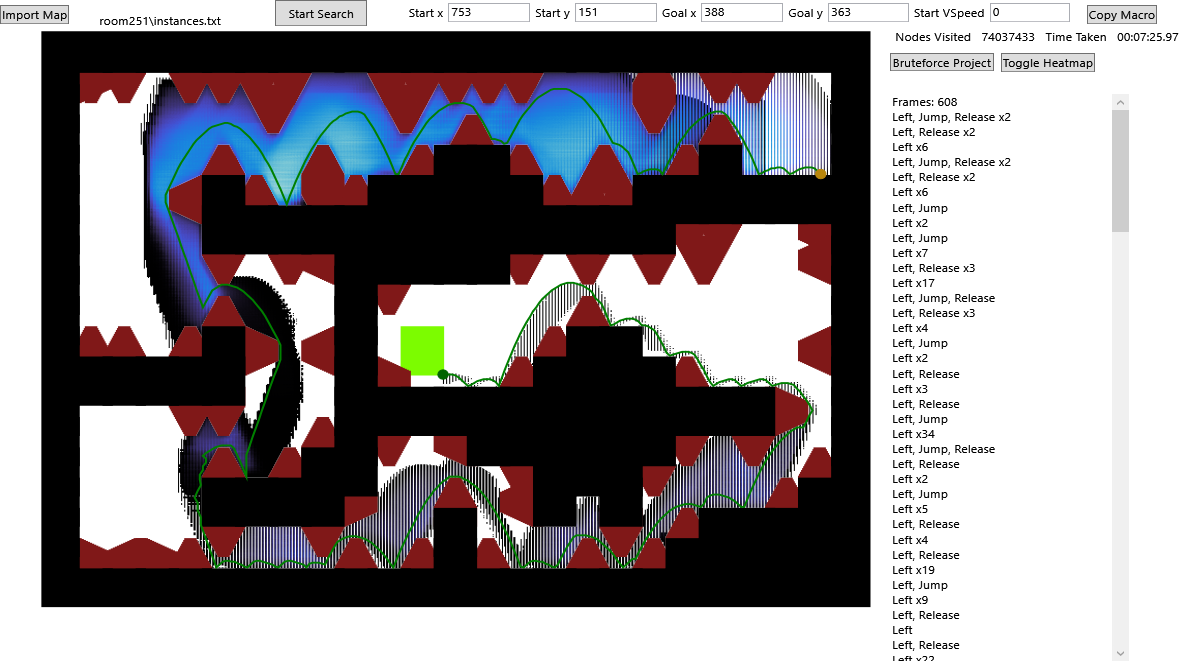 Import Map room251\instances.txt Start Search Start x 753 Start y 151 Goal x 388 Goal y 363 Start VSpeed 0 Copy Macro
Nodes Visited 74037433 Time Taken 00:07:25.97
Bruteforce Project Toggle Heatmap
Frames: 608
Left, Jump, Release x2
Left, Release x2
Left x6
Left, Jump, Release x2
Left, Release x2
Left x6
Left, Jump
Left x2
Left, Jump
Left x7
Left, Release x3
Left x17
Left, Jump, Release
Left, Release x3
Left x4
Left, Jump
Left x2
Left, Release
Left x3
Left, Release
Left, Jump
Left x34
Left, Jump, Release
Left, Release
Left x2
Left, Jump
Left x5
Left, Release
Left x4
Left, Release
Left x19
Left, Jump
Left x9
Left, Release
Left
Left, Release
Left x22